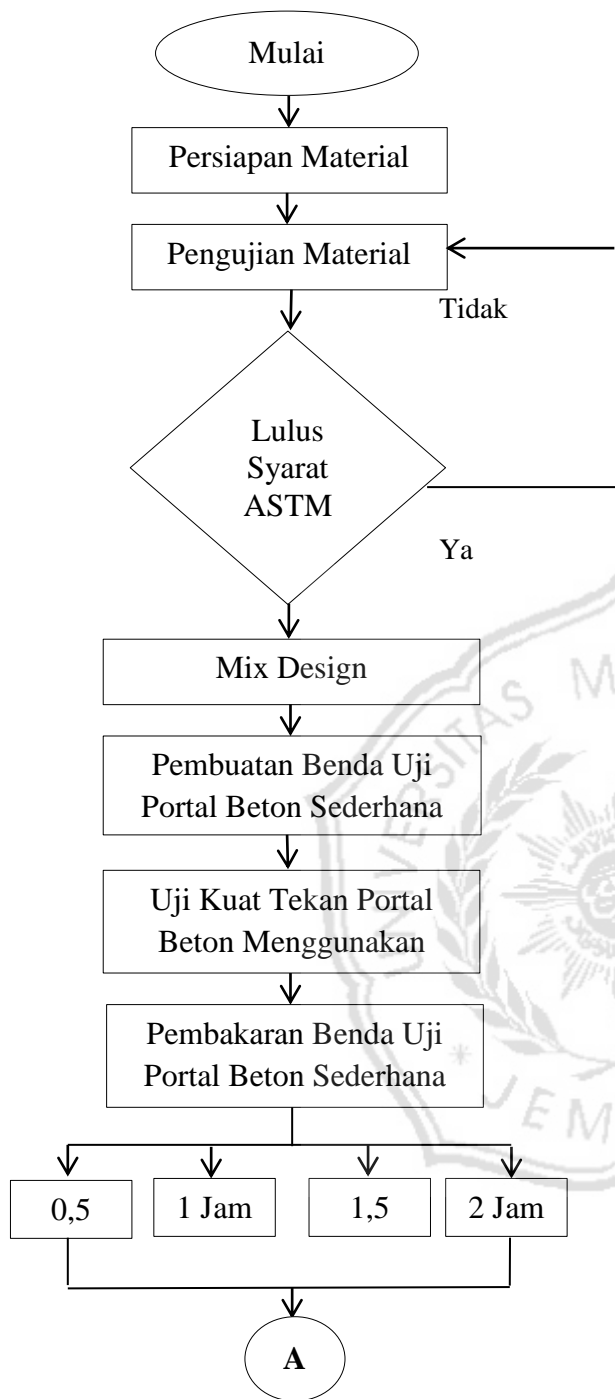 Mulai
Persiapan Material
Pengujian Material
Tidak
Lulus
Syarat
ASTM
Ya
Mix Design
Pembuatan Benda Uji
Portal Beton Sederhana
Uji Kuat Tekan Portal
Beton Menggunakan
Pembakaran Benda Uji
Portal Beton Sederhana
0,5
1 Jam
1,5
2 Jam
A
UNIVERSITAS M
JEM